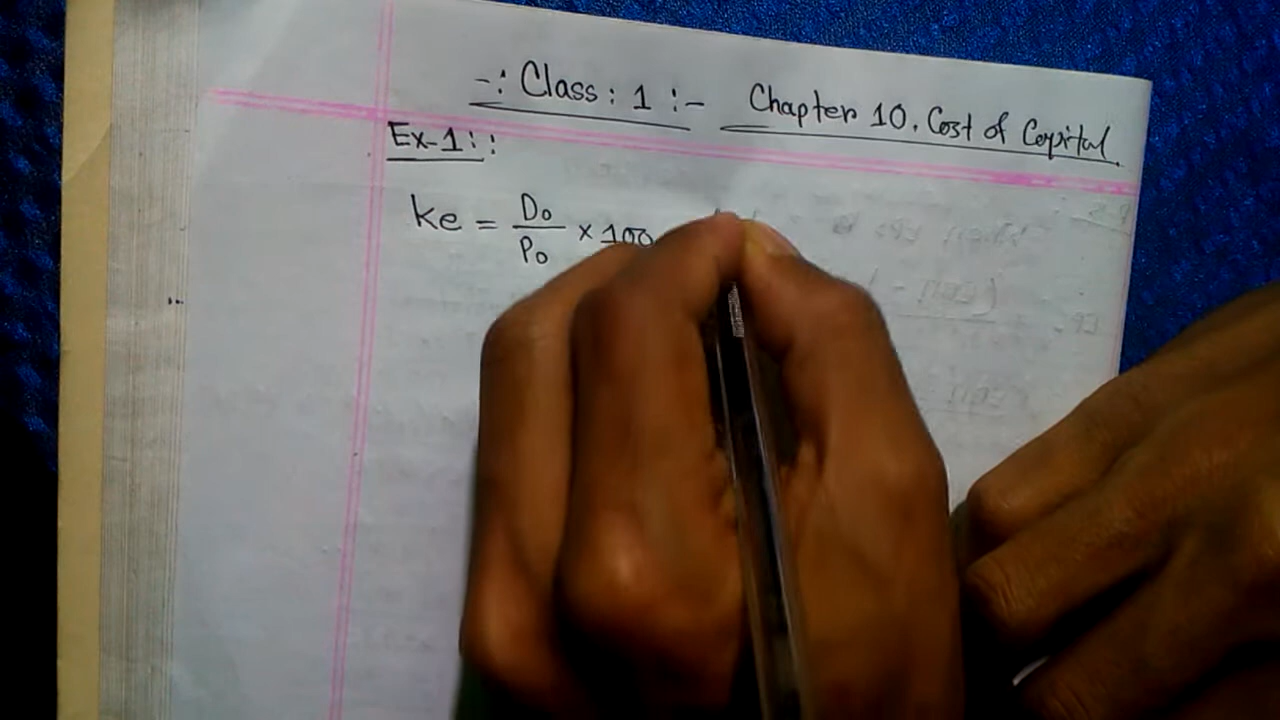 -: Class : 1 :- Chapter 10. Cost of Capital
Ex-1::
Ke = D₀/P₀ × 100